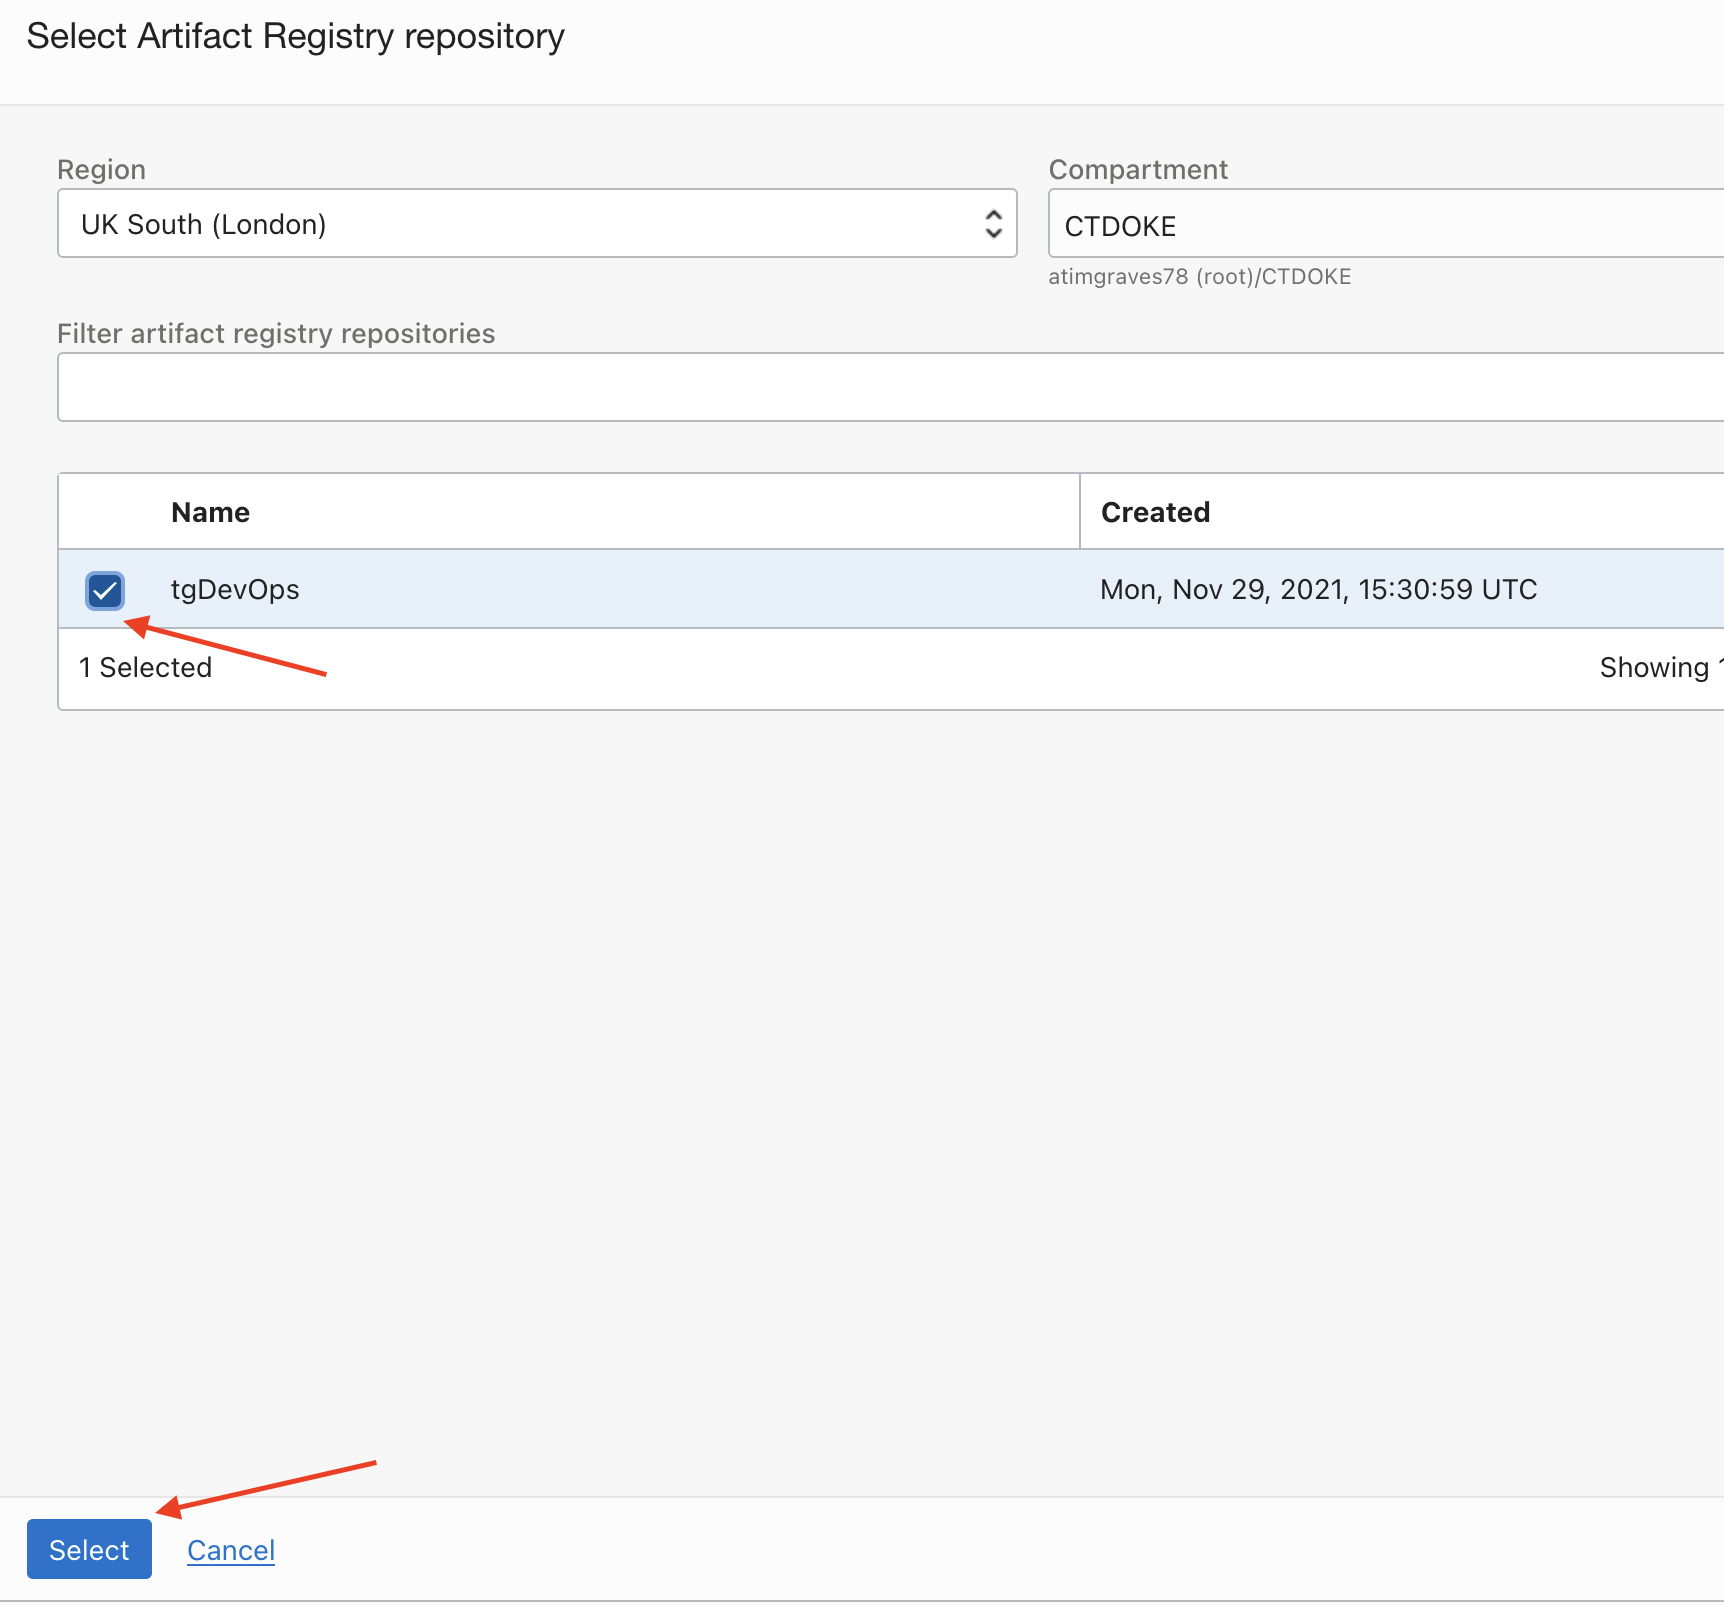 Select Artifact Registry repository
Region
Compartment
UK South (London)
CTDOKE
atimgraves78 (root)/CTDOKE
Filter artifact registry repositories
Name
Created
tgDevOps
Mon, Nov 29, 2021, 15:30:59 UTC
1 Selected
Showing
Select
Cancel